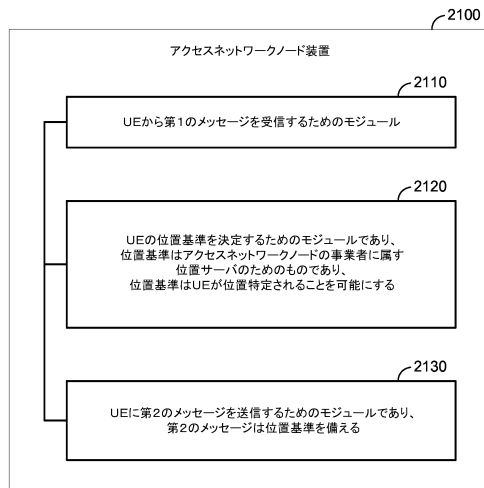 2100
アクセスネットワークノード装置
2110
UEから第1のメッセージを受信するためのモジュール
2120
UEの位置基準を決定するためのモジュールであり、
位置基準はアクセスネットワークノードの事業者に属す
位置サーバのためのものであり、
位置基準はUEが位置特定されることを可能にする
2130
UEに第2のメッセージを送信するためのモジュールであり、
第2のメッセージは位置基準を備える